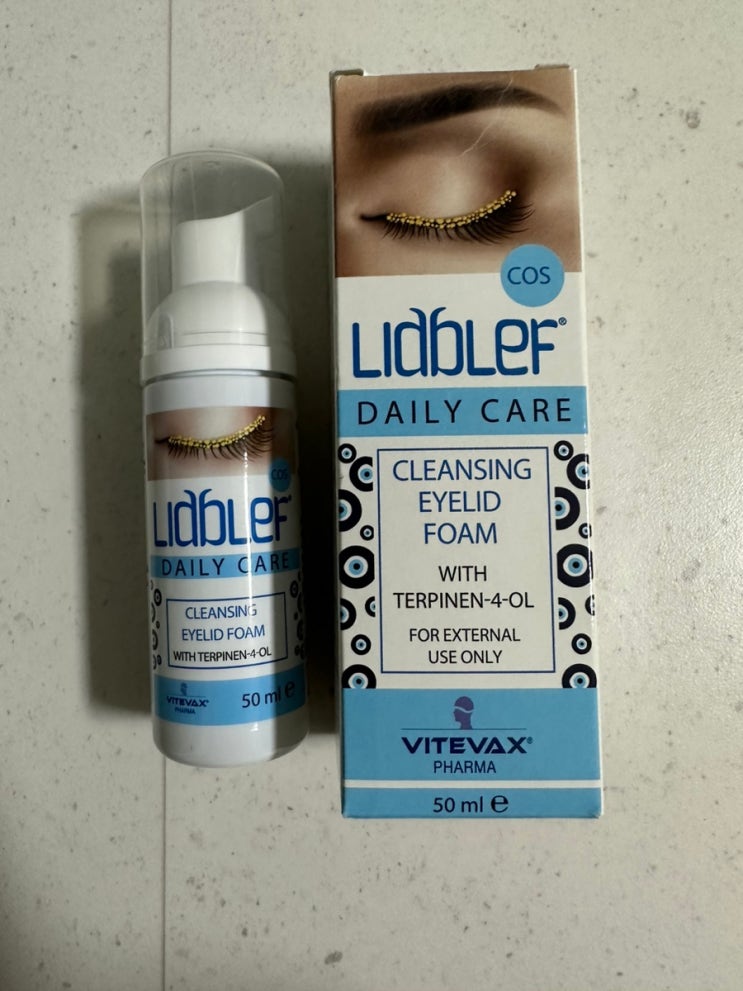 COS
LIDBLEF®
DAILY CARE
CLEANSING
EYELID FOAM
WITH TERPINEN-4-OL
VITEVAX®
PHARMA
50 ml ℮
COS
LIDBLEF®
DAILY CARE
CLEANSING
EYELID
FOAM
WITH
TERPINEN-4-OL
FOR EXTERNAL
USE ONLY
VITEVAX®
PHARMA
50 ml ℮